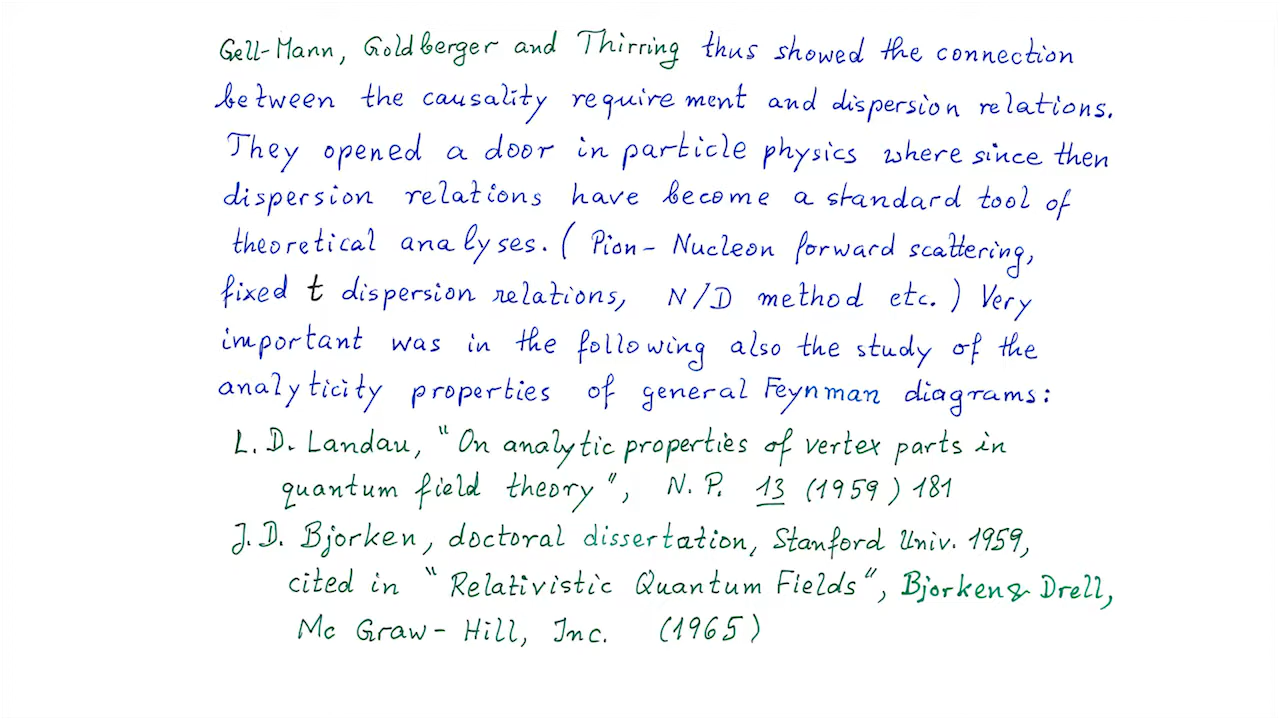 Gell-Mann, Goldberger and Thirring thus showed the connection
between the causality requirement and dispersion relations.
They opened a door in particle physics where since then
dispersion relations have become a standard tool of
theoretical analyses. (Pion-Nucleon forward scattering,
fixed t dispersion relations, N/D method etc.) Very
important was in the following also the study of the
analyticity properties of general Feynman diagrams:
L. D. Landau, "On analytic properties of vertex parts in
quantum field theory", N. P. 13 (1959) 181
J. D. Bjorken, doctoral dissertation, Stanford Univ. 1959,
cited in "Relativistic Quantum Fields", Bjorken & Drell,
Mc Graw-Hill, Inc. (1965)